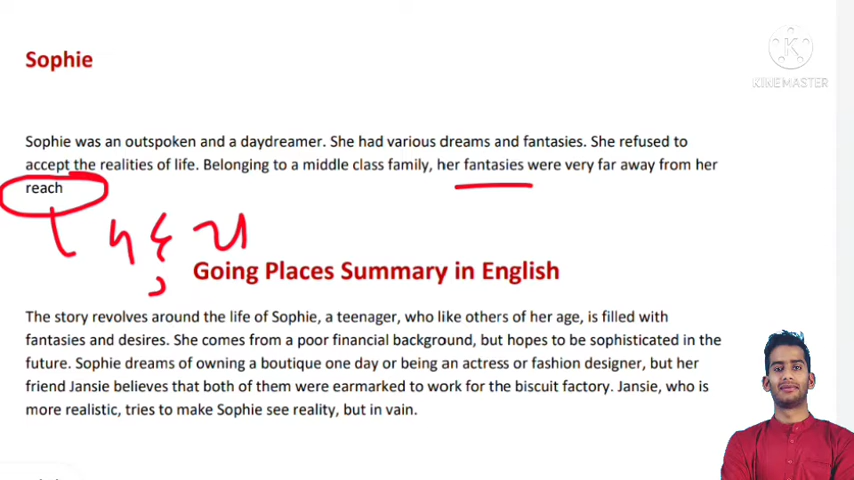 Sophie
KINEMASTER
Sophie was an outspoken and a daydreamer. She had various dreams and fantasies. She refused to
accept the realities of life. Belonging to a middle class family, her fantasies were very far away from her
reach
Going Places Summary in English
The story revolves around the life of Sophie, a teenager, who like others of her age, is filled with
fantasies and desires. She comes from a poor financial background, but hopes to be sophisticated in the
future. Sophie dreams of owning a boutique one day or being an actress or fashion designer, but her
friend Jansie believes that both of them were earmarked to work for the biscuit factory. Jansie, who is
more realistic, tries to make Sophie see reality, but in vain.